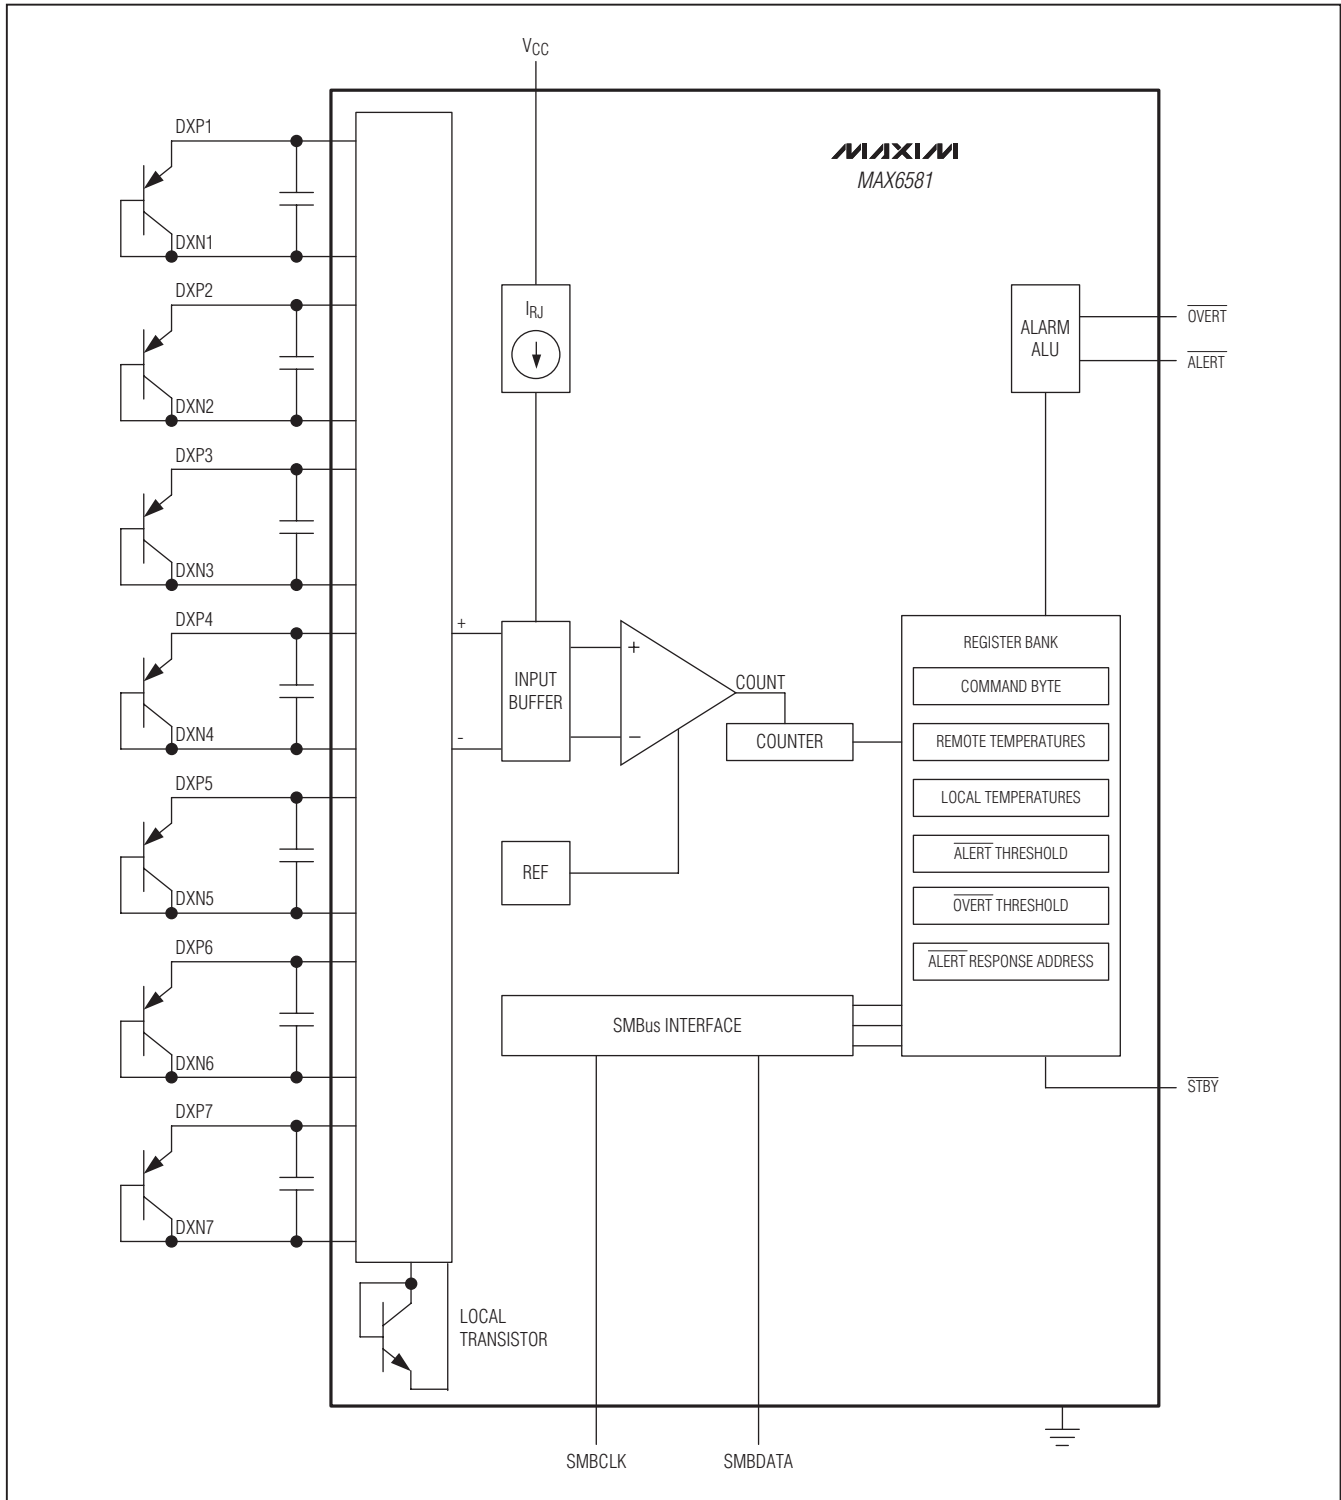 VCC
DXP1
MAXIM
MAX6581
DXN1
DXP2
IRJ
ALARM
ALU
OVERT
ALERT
DXN2
DXP3
DXN3
DXP4
+
-
INPUT
BUFFER
+
−
COUNT
COUNTER
REGISTER BANK
COMMAND BYTE
REMOTE TEMPERATURES
LOCAL TEMPERATURES
ALERT THRESHOLD
OVERT THRESHOLD
ALERT RESPONSE ADDRESS
DXN4
DXP5
REF
DXN5
DXP6
SMBus INTERFACE
DXN6
STBY
DXP7
DXN7
LOCAL
TRANSISTOR
SMBCLK
SMBDATA